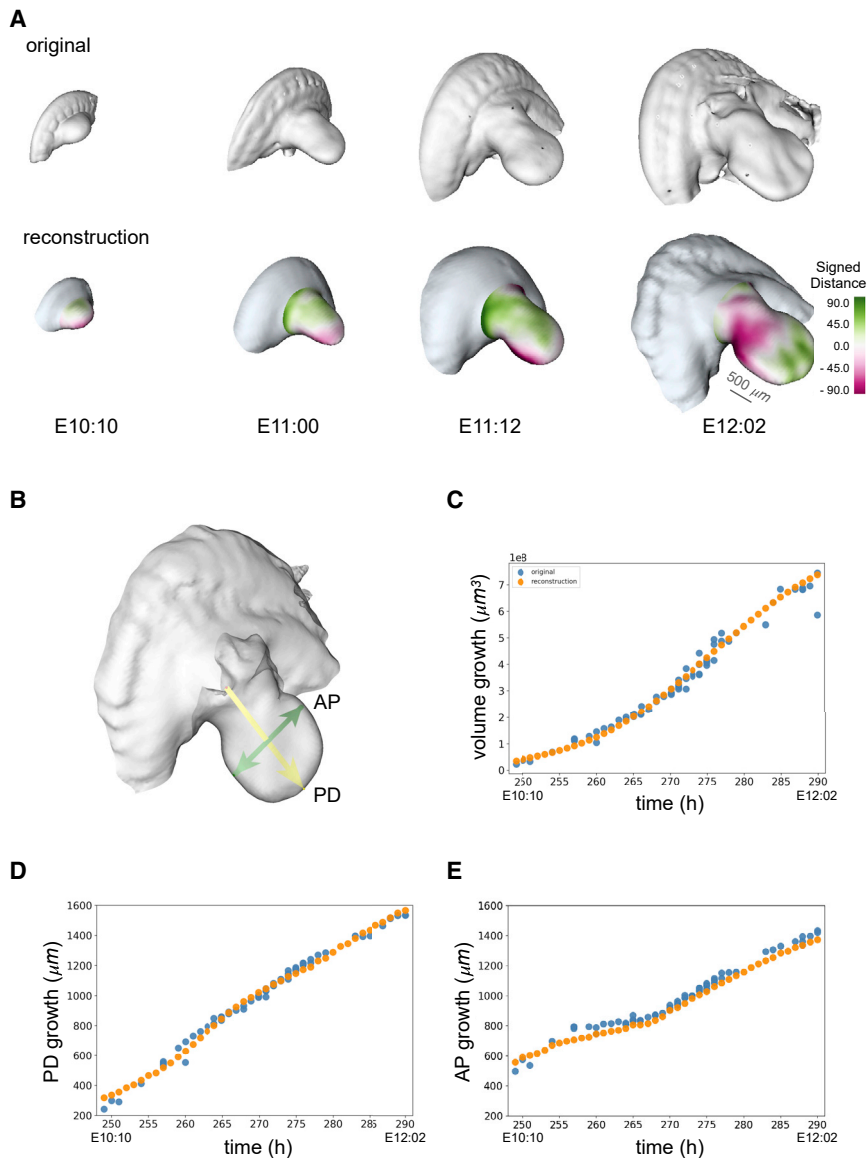 A
original
reconstruction
Signed
Distance
90.0
45.0
0.0
- 45.0
- 90.0
500 μm
E10:10
E11:00
E11:12
E12:02
B
AP
PD
C
1e8
original
reconstruction
volume growth (μm³)
7
6
5
4
3
2
1
0
250 255 260 265 270 275 280 285 290
E10:10 time (h) E12:02
D
PD growth (μm)
1600
1400
1200
1000
800
600
400
200
250 255 260 265 270 275 280 285 290
E10:10 time (h) E12:02
E
AP growth (μm)
1600
1400
1200
1000
800
600
400
200
250 255 260 265 270 275 280 285 290
E10:10 time (h) E12:02